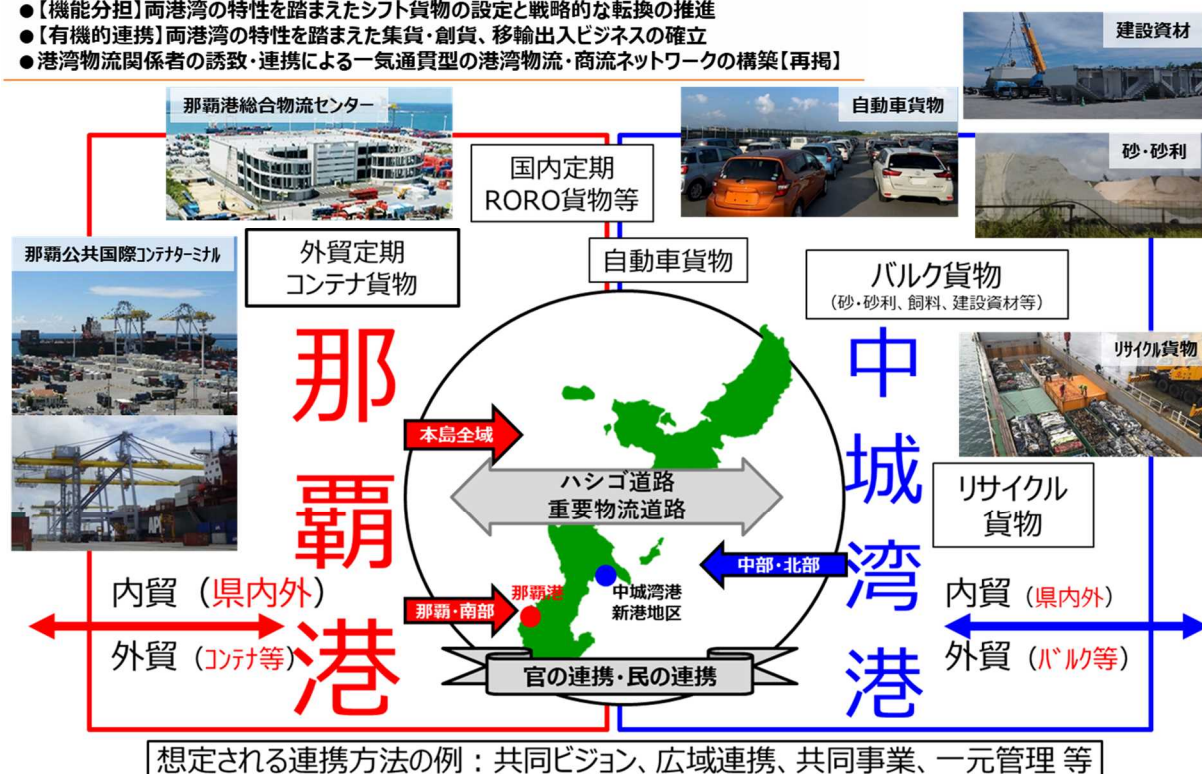 ●【機能分担】両港湾の特性を踏まえたシフト貨物の設定と戦略的な転換の推進
●【有機的連携】両港湾の特性を踏まえた集貨・創貨、移輸出入ビジネスの確立
●港湾物流関係者の誘致・連携による一気通貫型の港湾物流・商流ネットワークの構築【再掲】
建設資材
那覇港総合物流センター
自動車貨物
砂・砂利
国内定期
RORO貨物等
那覇公共国際コンテナターミナル
外貿定期
コンテナ貨物
自動車貨物
バルク貨物
（砂・砂利、飼料、建設資材等）
リサイクル貨物
那覇港
中城湾港
本島全域
ハシゴ道路
重要物流道路
リサイクル
貨物
中部・北部
那覇港
中城湾港
新港地区
那覇・南部
内貿（県内外）
外貿（コンテナ等）
内貿（県内外）
外貿（バルク等）
官の連携・民の連携
想定される連携方法の例：共同ビジョン、広域連携、共同事業、一元管理 等